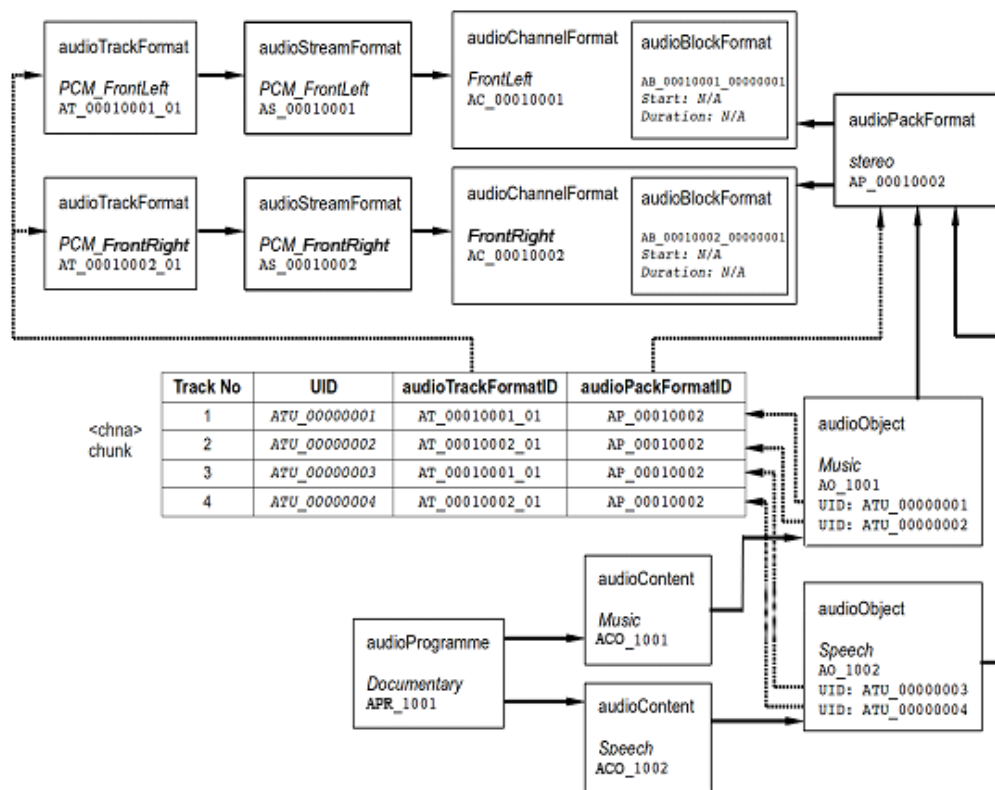 audioTrackFormat
PCM_FrontLeft
AT_00010001_01
audioStreamFormat
PCM_FrontLeft
AS_00010001
audioChannelFormat
FrontLeft
AC_00010001
audioBlockFormat
AB_00010001_00000001
Start: N/A
Duration: N/A
audioPackFormat
stereo
AP_00010002
audioTrackFormat
PCM_FrontRight
AT_00010002_01
audioStreamFormat
PCM_FrontRight
AS_00010002
audioChannelFormat
FrontRight
AC_00010002
audioBlockFormat
AB_00010002_00000001
Start: N/A
Duration: N/A
<chna>
chunk
Track No UID audioTrackFormatID audioPackFormatID
1 ATU_00000001 AT_00010001_01 AP_00010002
2 ATU_00000002 AT_00010002_01 AP_00010002
3 ATU_00000003 AT_00010001_01 AP_00010002
4 ATU_00000004 AT_00010002_01 AP_00010002
audioObject
Music
AO_1001
UID: ATU_00000001
UID: ATU_00000002
audioContent
Music
ACO_1001
audioObject
Speech
AO_1002
UID: ATU_00000003
UID: ATU_00000004
audioProgramme
Documentary
APR_1001
audioContent
Speech
ACO_1002